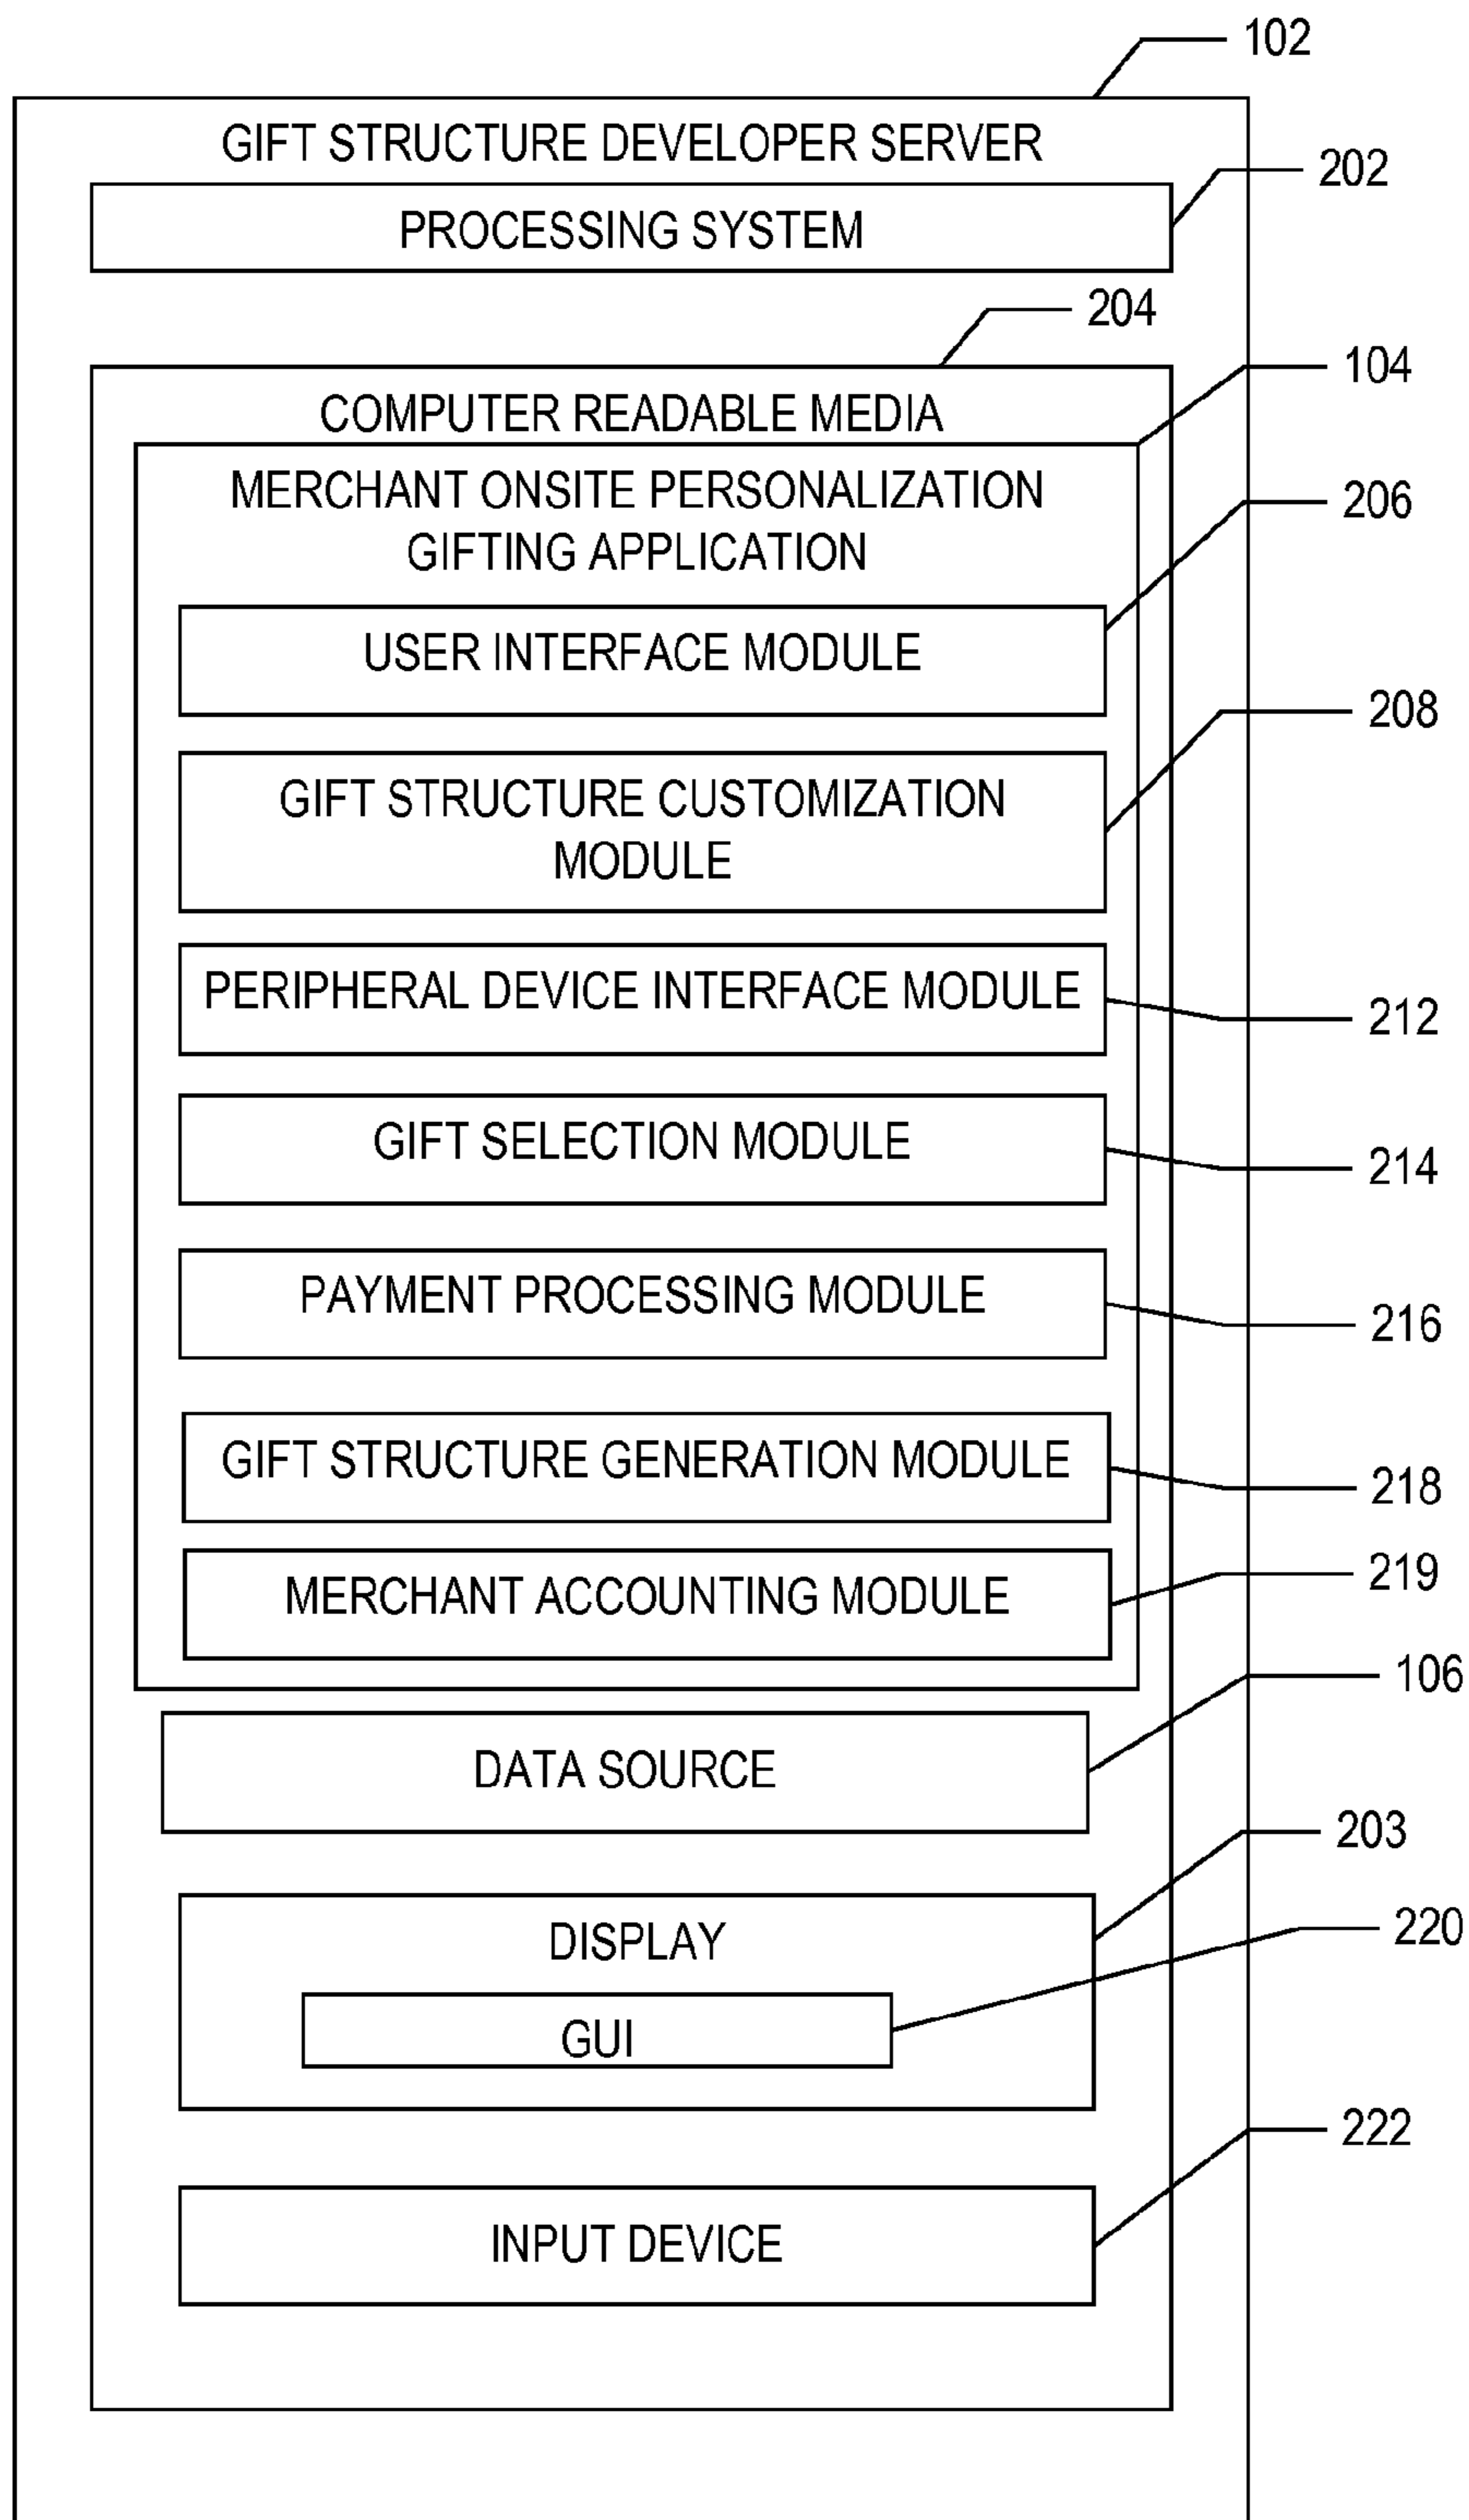 102
GIFT STRUCTURE DEVELOPER SERVER
202
PROCESSING SYSTEM
204
104
COMPUTER READABLE MEDIA
MERCHANT ONSITE PERSONALIZATION
GIFTING APPLICATION
206
USER INTERFACE MODULE
208
GIFT STRUCTURE CUSTOMIZATION
MODULE
PERIPHERAL DEVICE INTERFACE MODULE
212
GIFT SELECTION MODULE
214
PAYMENT PROCESSING MODULE
216
GIFT STRUCTURE GENERATION MODULE
218
MERCHANT ACCOUNTING MODULE
219
106
DATA SOURCE
203
DISPLAY
220
GUI
222
INPUT DEVICE